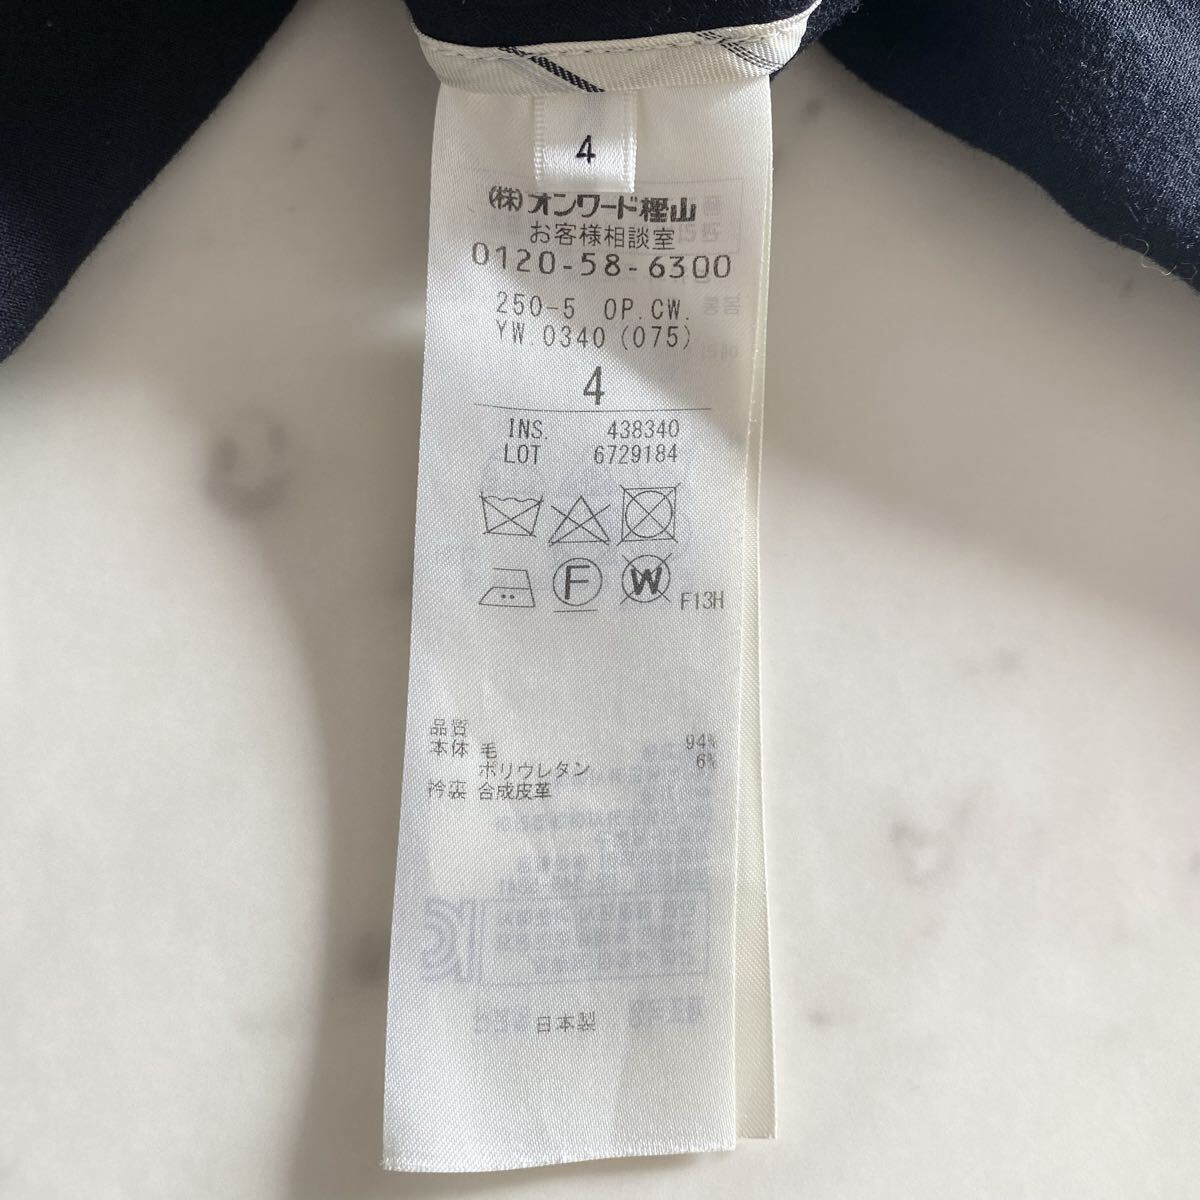 4
(株)オンワード樫山
お客様相談室
0120-58-6300
250-5 OP.CW.
YW.0340(075)
4
INS. 438340
LOT 6729184
F W F13H
品質
本体 毛 94%
ポリウレタン 6%
衿裏 合成皮革
日本製